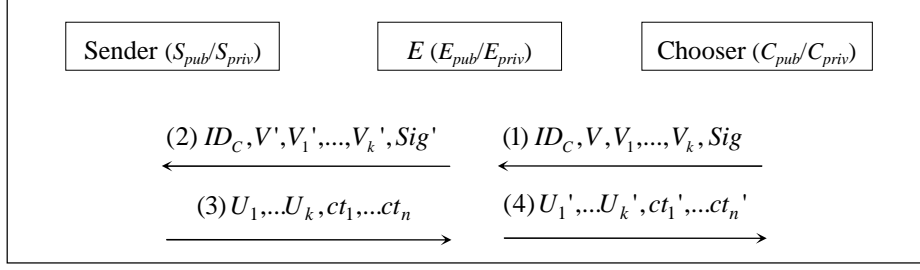 Sender (S_pub/S_priv) E (E_pub/E_priv) Chooser (C_pub/C_priv)
(2) ID_C,V',V_1',...,V_k',Sig' (1) ID_C,V,V_1,...,V_k,Sig
(3) U_1,...U_k,ct_1,...ct_n (4) U_1',...U_k',ct_1',...ct_n'